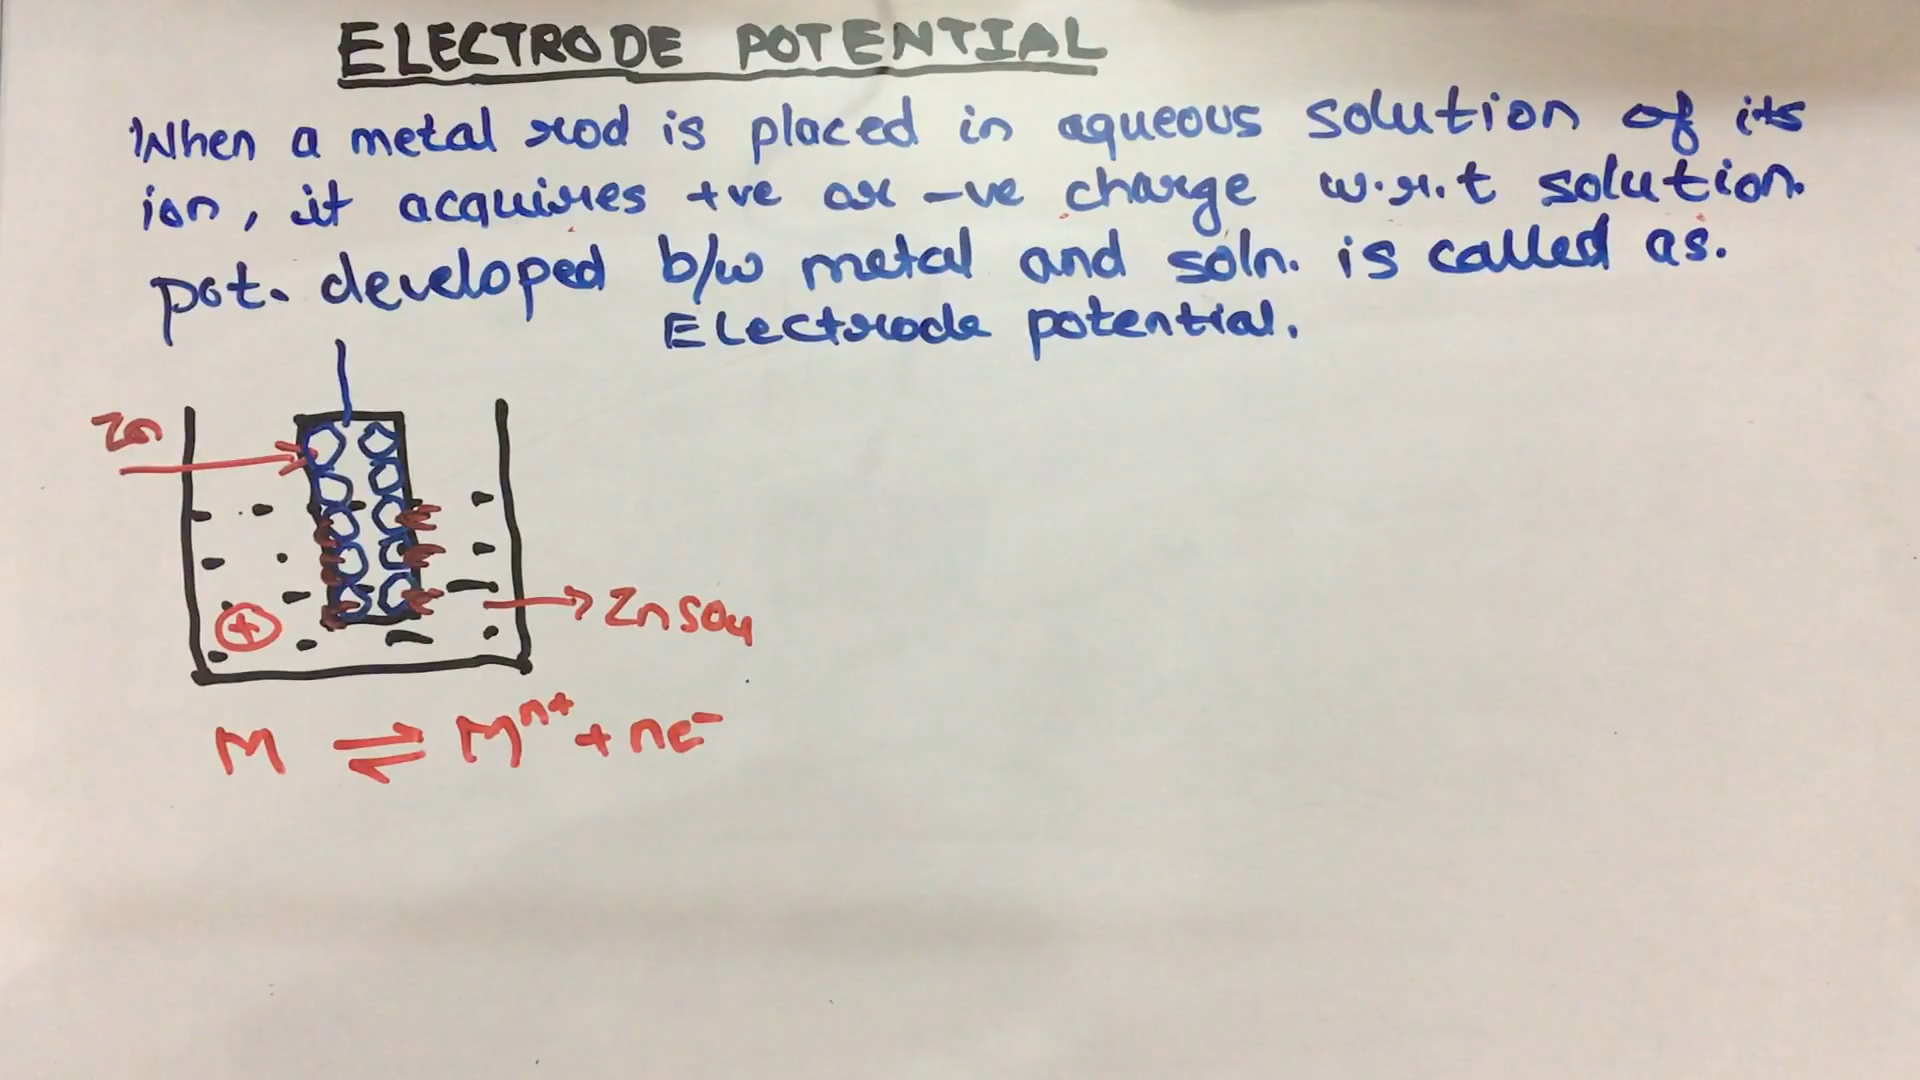 ELECTRODE POTENTIAL
When a metal rod is placed in aqueous solution of its
ion, it acquires +ve or -ve charge w.r.t solution.
pot. developed b/w metal and soln. is called as.
Electrode potential.
Zn
+
ZnSO4
M ⇌ Mⁿ⁺ + ne⁻